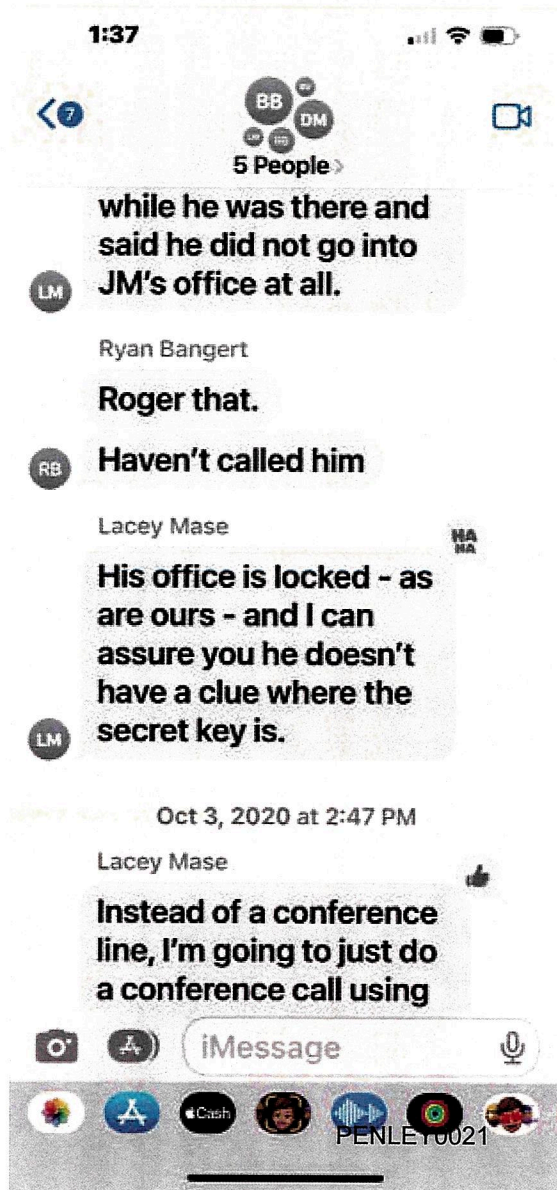 1:37
7
BB
DM
5 People
while he was there and
said he did not go into
JM's office at all.
LM
Ryan Bangert
Roger that.
Haven't called him
RB
Lacey Mase
HA
HA
His office is locked - as
are ours - and I can
assure you he doesn't
have a clue where the
secret key is.
LM
Oct 3, 2020 at 2:47 PM
Lacey Mase
Instead of a conference
line, I'm going to just do
a conference call using
iMessage
Cash
PENLEY0021